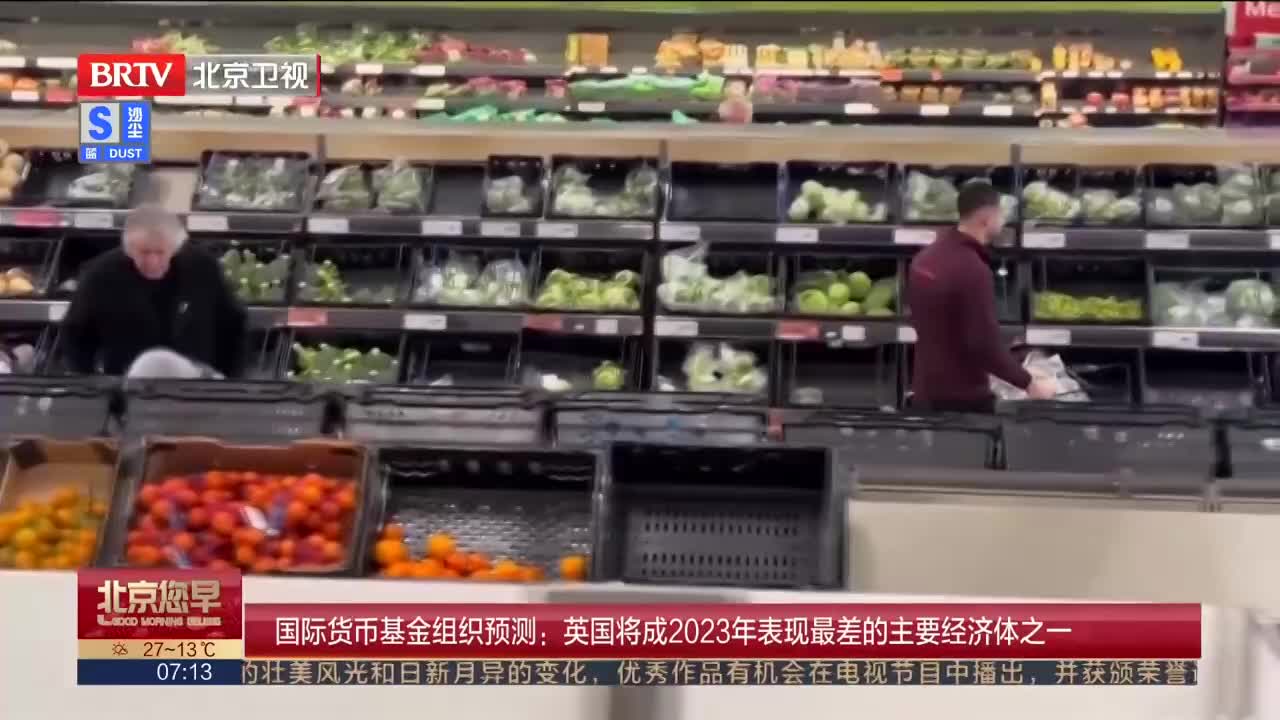 Me
BRTV 北京卫视
S 沙尘
蓝 DUST
北京您早
GOOD MORNING BEIJING
国际货币基金组织预测：英国将成2023年表现最差的主要经济体之一
27~13℃
07:13 的壮美风光和日新月异的变化，优秀作品有机会在电视节目中播出，并获颁荣誉证